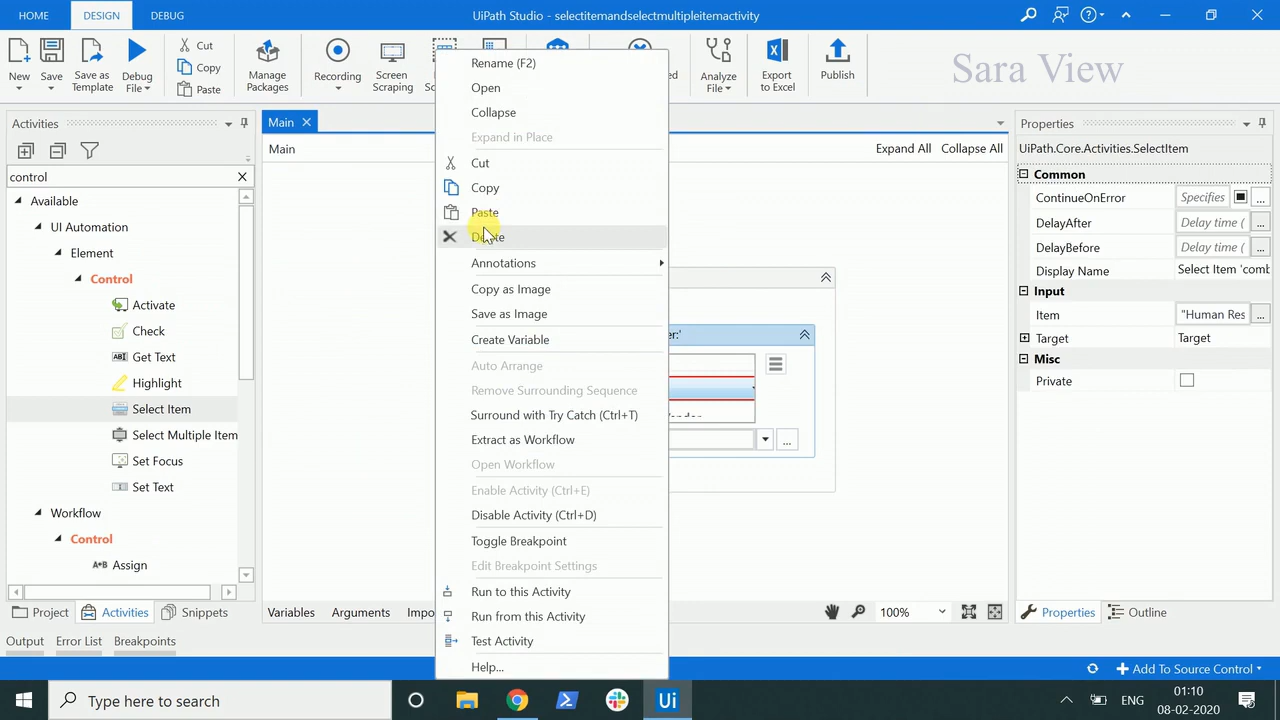 HOME DESIGN DEBUG UiPath Studio - selectitemandselectmultipleitemactivity
New Save Save as Template Debug File Cut Copy Paste Manage Packages Recording Screen Scraping Analyze File Export to Excel Publish
Sara View
Activities
control
Available
UI Automation
Element
Control
Activate
Check
Get Text
Highlight
Select Item
Select Multiple Item
Set Focus
Set Text
Workflow
Control
A+B Assign
Project Activities Snippets
Output Error List Breakpoints
Main
Main
Expand All Collapse All
Rename (F2)
Open
Collapse
Expand in Place
Cut
Copy
Paste
Delete
Annotations
Copy as Image
Save as Image
Create Variable
Auto Arrange
Remove Surrounding Sequence
Surround with Try Catch (Ctrl+T)
Extract as Workflow
Open Workflow
Enable Activity (Ctrl+E)
Disable Activity (Ctrl+D)
Toggle Breakpoint
Edit Breakpoint Settings
Run to this Activity
Run from this Activity
Test Activity
Help...
Variables Arguments Impo
100%
Properties
UiPath.Core.Activities.SelectItem
Common
ContinueOnError Specifies
DelayAfter Delay time (
DelayBefore Delay time (
Display Name Select Item 'comb
Input
Item "Human Res
Target Target
Misc
Private
Properties Outline
Add To Source Control
Type here to search
Ui
ENG
01:10
08-02-2020